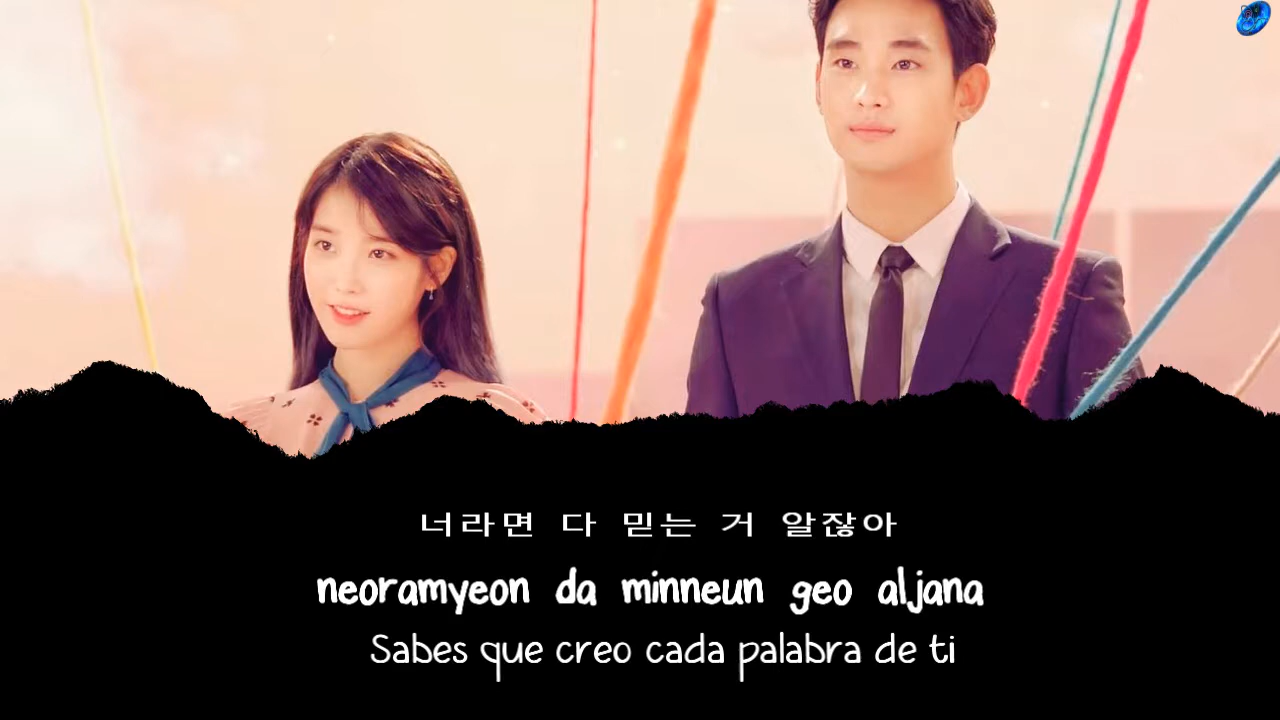 너라면 다 믿는 거 알잖아
neoramyeon da minneun geo aljana
Sabes que creo cada palabra de ti